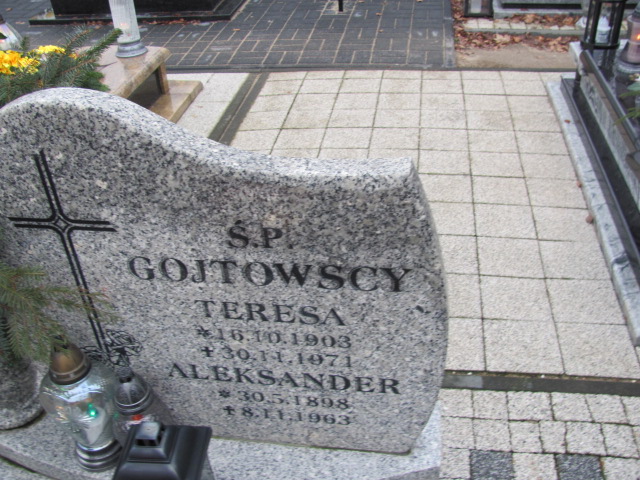 Ś.P.
GOJTOWSCY
TERESA
*16.10.1903
+30.11.1971
ALEKSANDER
*30.5.1898
+8.11.1963